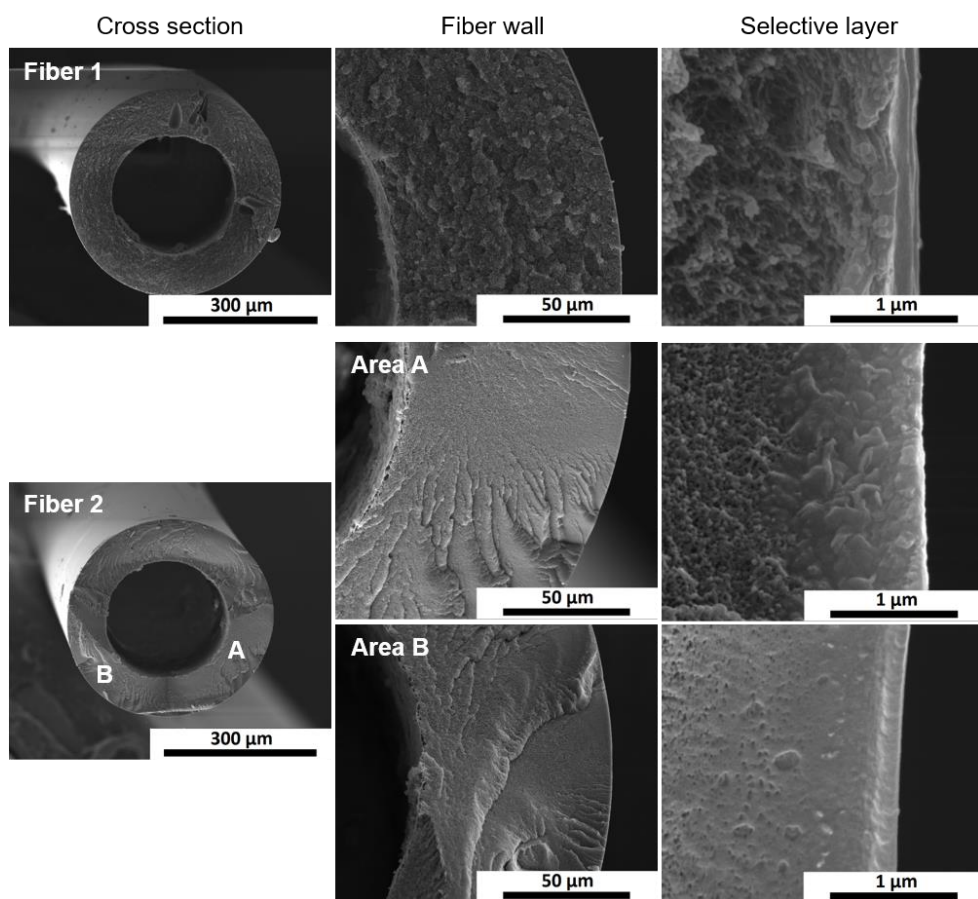 Cross section
Fiber wall
Selective layer
Fiber 1
300 µm
50 µm
1 µm
Area A
50 µm
1 µm
Fiber 2
A
B
300 µm
Area B
50 µm
1 µm